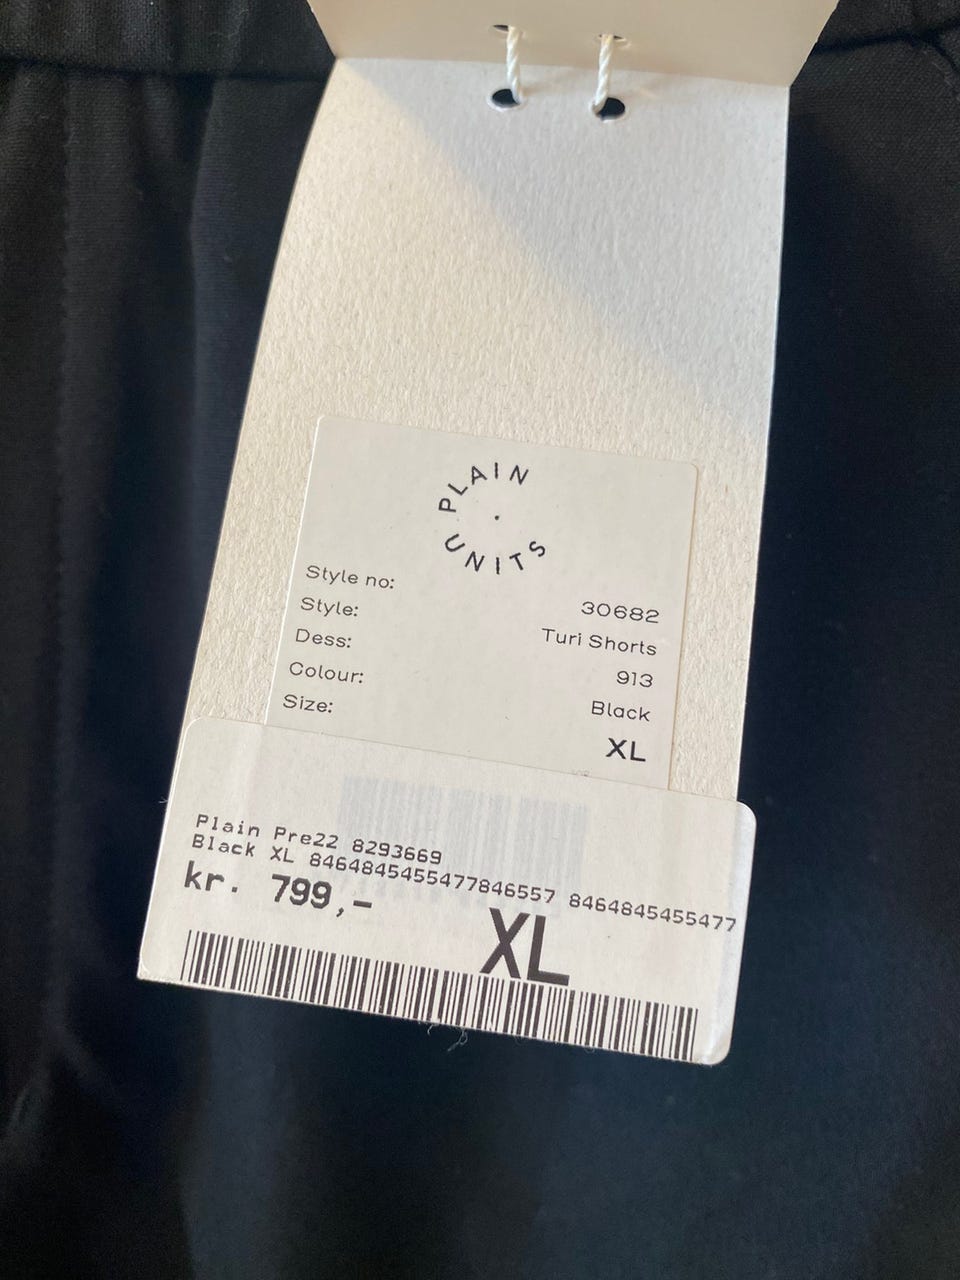 PLAIN
UNITS
Style no: 30682
Style: Turi Shorts
Dess: 913
Colour: Black
Size: XL
Plain Pre22 8293669
Black XL 8464845455477846557 8464845455477
kr. 799,-
XL